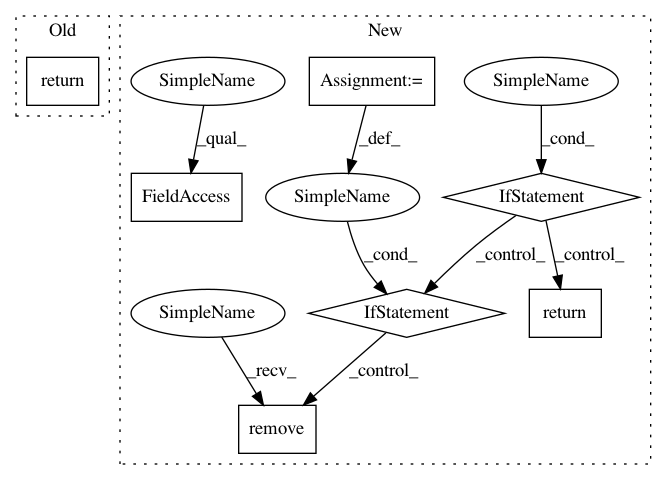 Old
New
return
SimpleName
Assignment:=
SimpleName
_qual_
_def_
_cond_
FieldAccess
SimpleName
IfStatement
_cond_
_control_
_control_
SimpleName
IfStatement
return
_recv_
_control_
remove